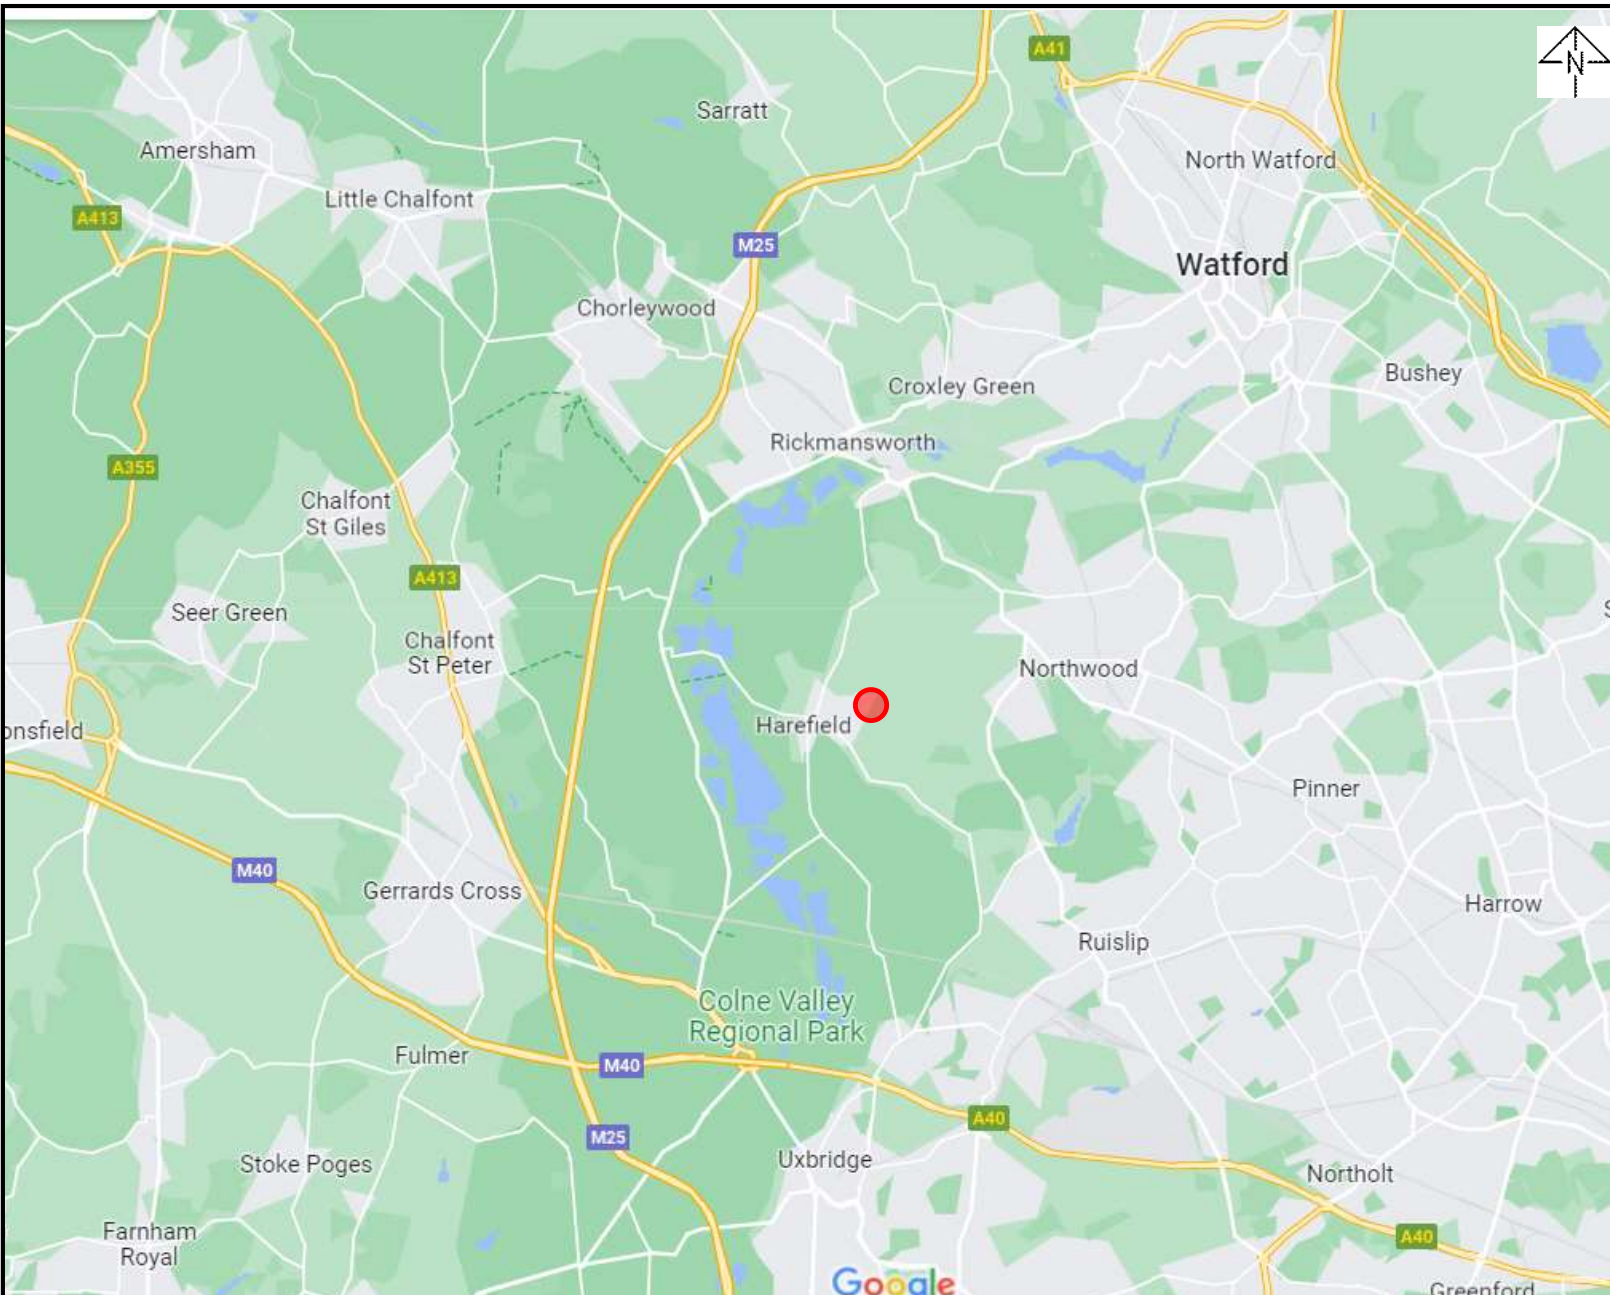 A41
N
Sarratt
Amersham
North Watford
Little Chalfont
A413
M25
Watford
Chorleywood
Bushey
Croxley Green
Rickmansworth
A355
Chalfont
St Giles
A413
Seer Green
Chalfont
St Peter
Northwood
Harefield
onsfield
Pinner
M40
Gerrards Cross
Harrow
Ruislip
Colne Valley
Regional Park
Fulmer
M40
A40
M25
Uxbridge
Stoke Poges
Northolt
Farnham
Royal
A40
Google
Greenford